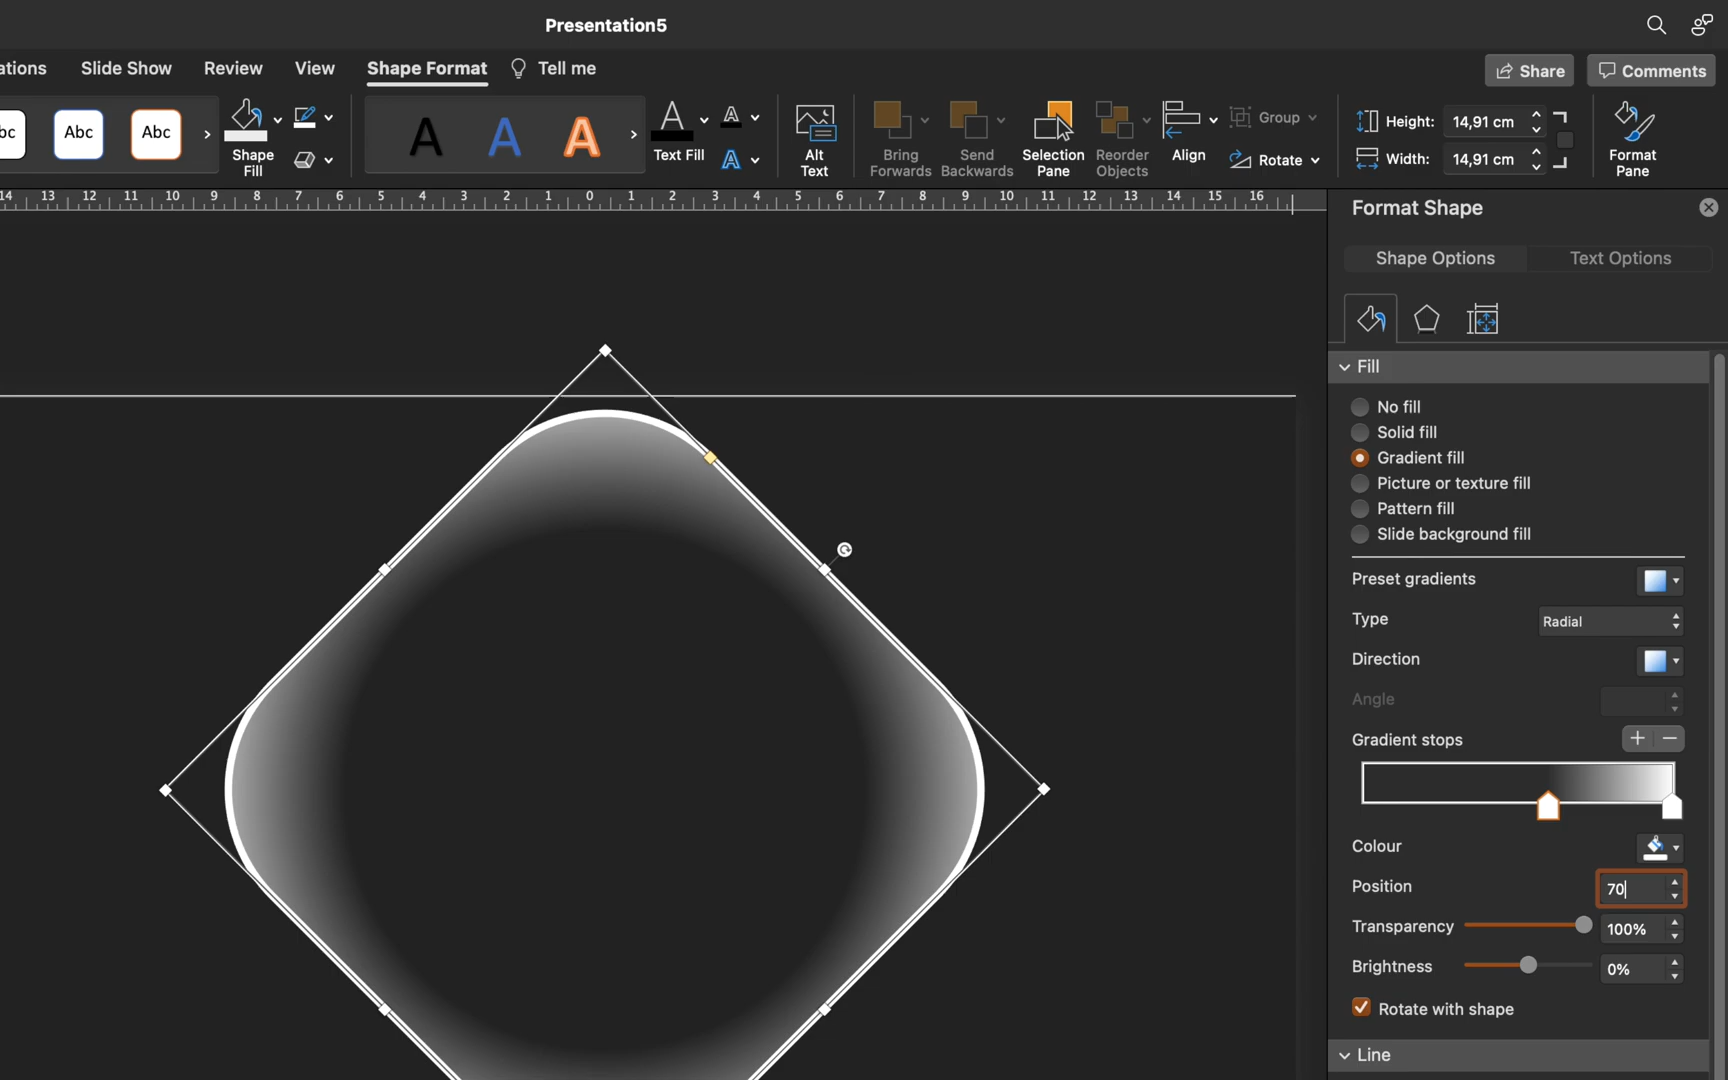 Presentation5
ations Slide Show Review View Shape Format Tell me
Share Comments
bc Abc Abc
Shape
Fill
A A A
Text Fill
Alt
Text
Bring
Forwards
Send
Backwards
Selection
Pane
Reorder
Objects
Align
Group
Rotate
Height: 14,91 cm
Width: 14,91 cm
Format
Pane
14 13 12 11 10 9 8 7 6 5 4 3 2 1 0 1 2 3 4 5 6 7 8 9 10 11 12 13 14 15 16
Format Shape
Shape Options Text Options
Fill
No fill
Solid fill
Gradient fill
Picture or texture fill
Pattern fill
Slide background fill
Preset gradients
Type Radial
Direction
Angle
Gradient stops
Colour
Position 70
Transparency 100%
Brightness 0%
Rotate with shape
Line